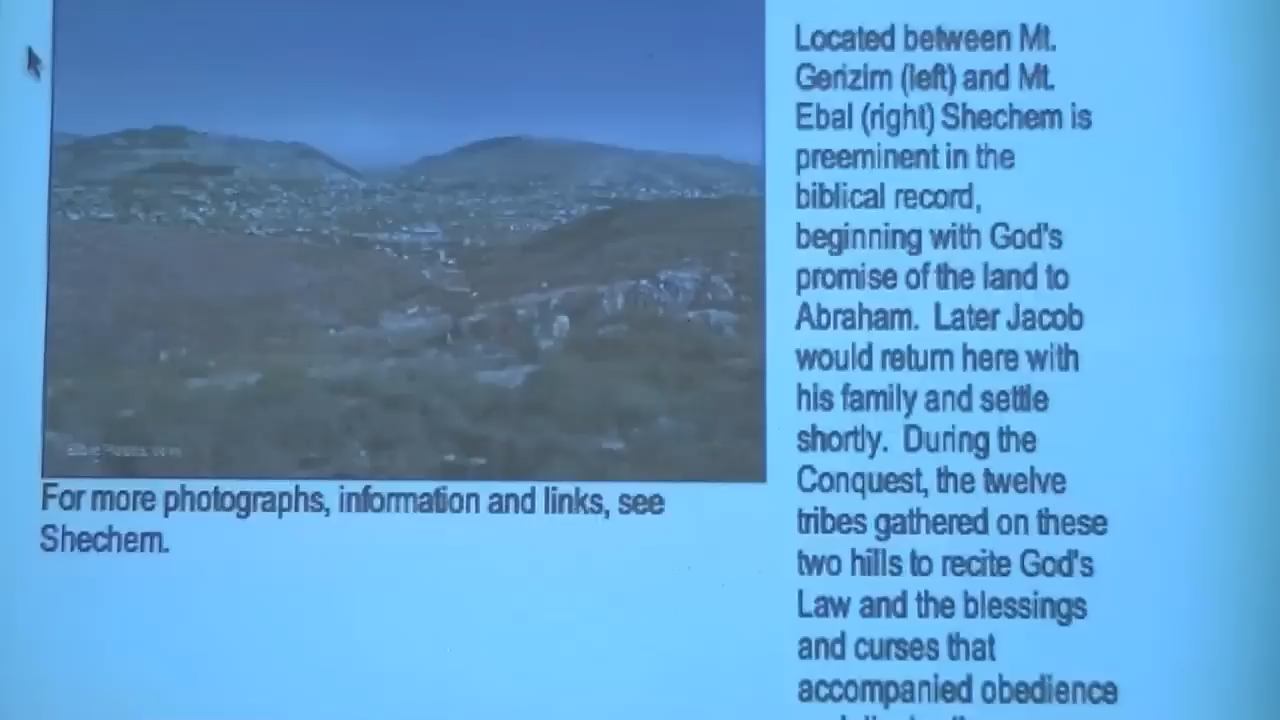 Located between Mt.
Gerizim (left) and Mt.
Ebal (right) Shechem is
preeminent in the
biblical record,
beginning with God's
promise of the land to
Abraham. Later Jacob
would return here with
his family and settle
shortly. During the
Conquest, the twelve
tribes gathered on these
two hills to recite God's
Law and the blessings
and curses that
accompanied obedience
For more photographs, information and links, see
Shechem.